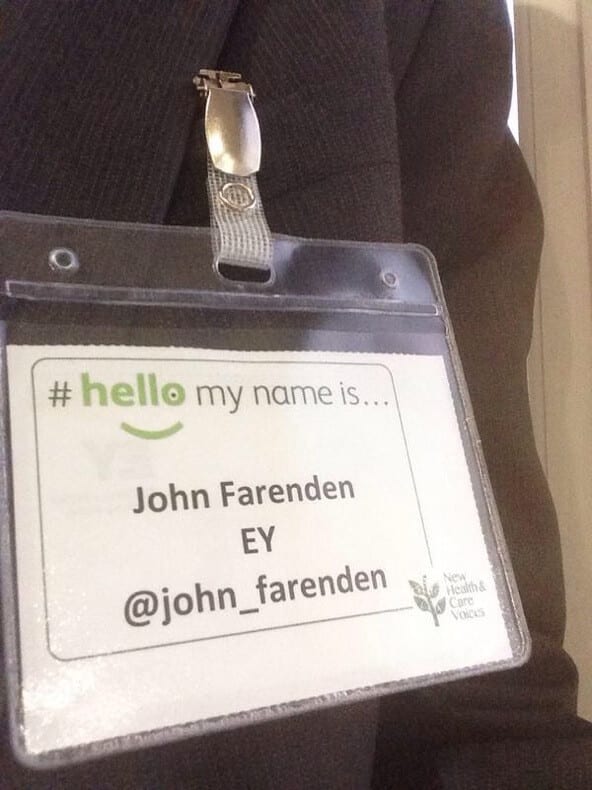 #hello my name is...
John Farenden
EY
@john_farenden
New
Health &
Care
Voices